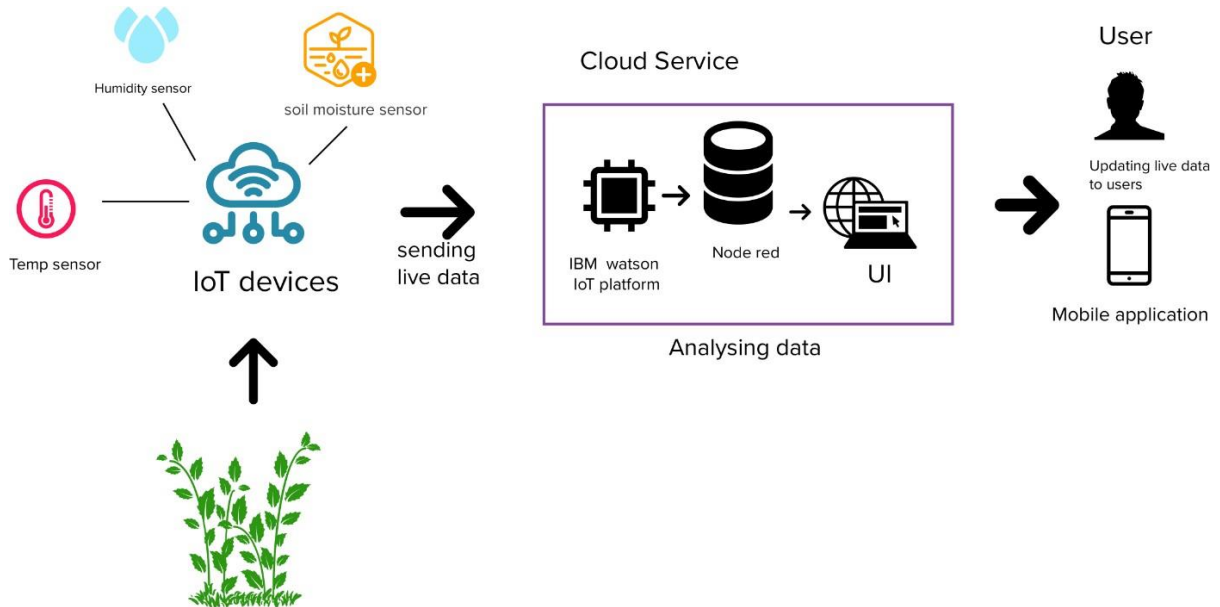 Humidity sensor
soil moisture sensor
Temp sensor
IoT devices
sending
live data
Cloud Service
IBM watson
IoT platform
Node red
UI
Analysing data
User
Updating live data
to users
Mobile application